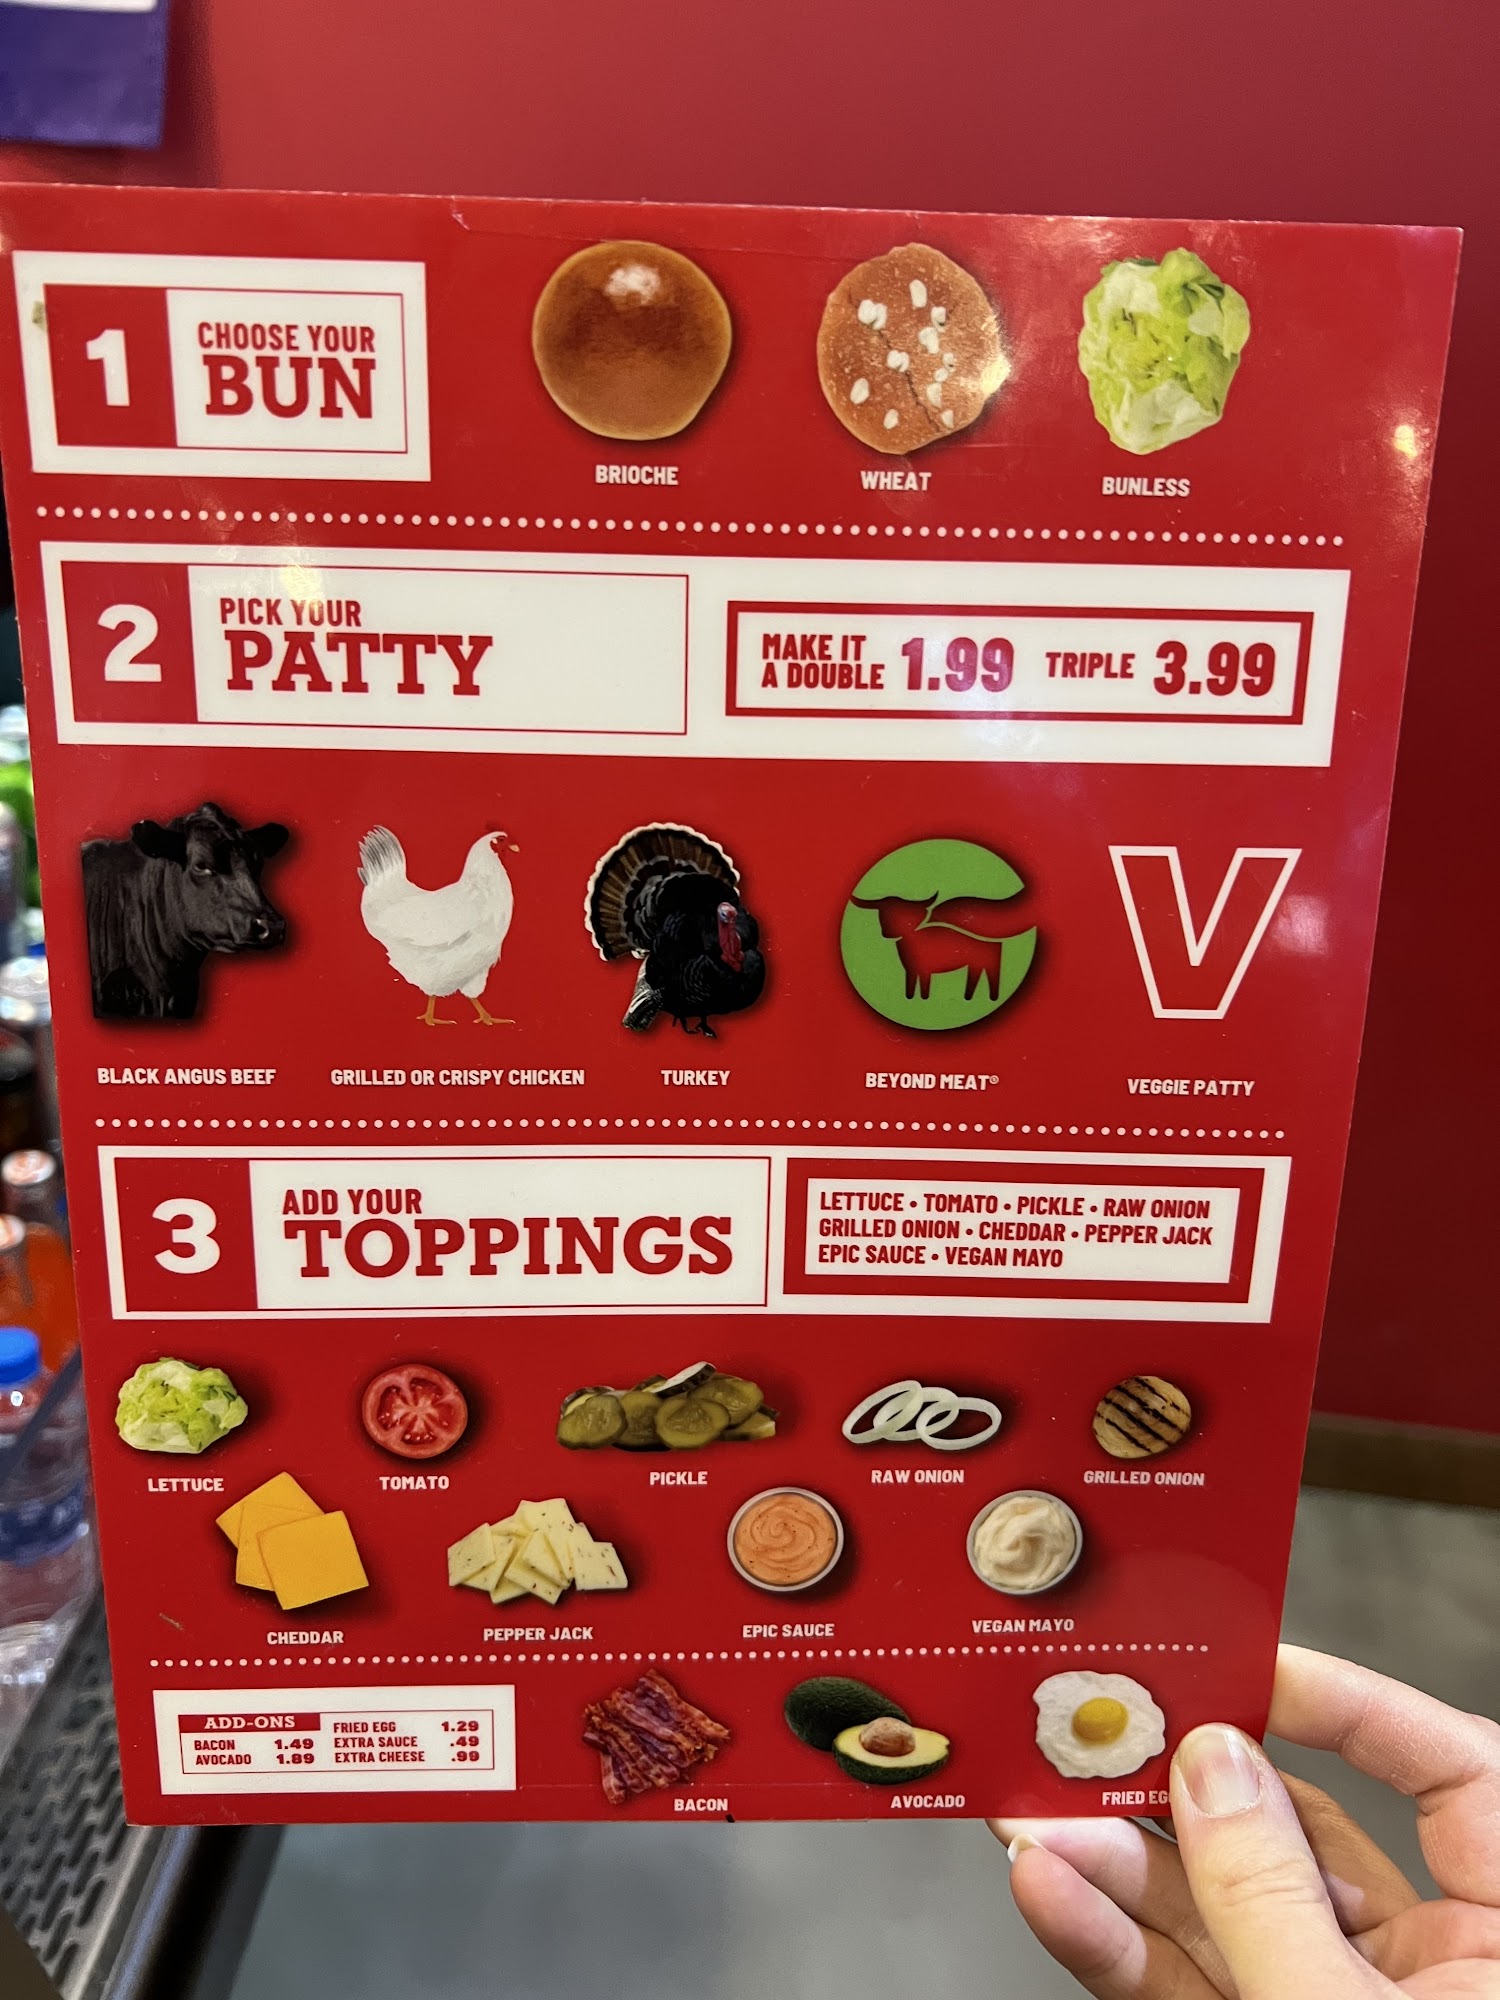 1
CHOOSE YOUR
BUN
BRIOCHE
WHEAT
BUNLESS
2
PICK YOUR
PATTY
MAKE IT
A DOUBLE
1.99
TRIPLE
3.99
BLACK ANGUS BEEF
GRILLED OR CRISPY CHICKEN
TURKEY
BEYOND MEAT®
V
VEGGIE PATTY
3
ADD YOUR
TOPPINGS
LETTUCE • TOMATO • PICKLE • RAW ONION
GRILLED ONION • CHEDDAR • PEPPER JACK
EPIC SAUCE • VEGAN MAYO
LETTUCE
TOMATO
PICKLE
RAW ONION
GRILLED ONION
CHEDDAR
PEPPER JACK
EPIC SAUCE
VEGAN MAYO
ADD-ONS
BACON 1.49
AVOCADO 1.89
FRIED EGG 1.29
EXTRA SAUCE .49
EXTRA CHEESE .99
BACON
AVOCADO
FRIED EG